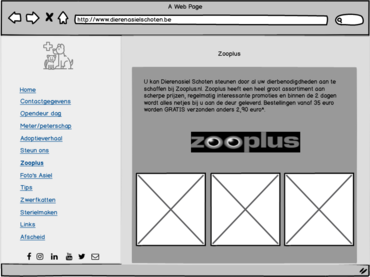 A Web Page
http://www.dierenasielschoten.be
Zooplus
Home
Contactgegevens
Opendeur dag
Meter/peterschap
Adoptieverhaal
Steun ons
Zooplus
Foto's Asiel
Tips
Zwerfkatten
Sterielmaken
Links
Afscheid
U kan Dierenasiel Schoten steunen door al uw dierbenodigdheden aan te
schaffen bij Zooplus.nl. Zooplus heeft een heel groot assortiment aan
scherpe prijzen, regelmatig interessante promoties en binnen de 2 dagen
wordt alles netjes bij u aan de deur geleverd. Bestellingen vanaf 35 euro
worden GRATIS verzonden anders 2,90 euro*.
zooplus